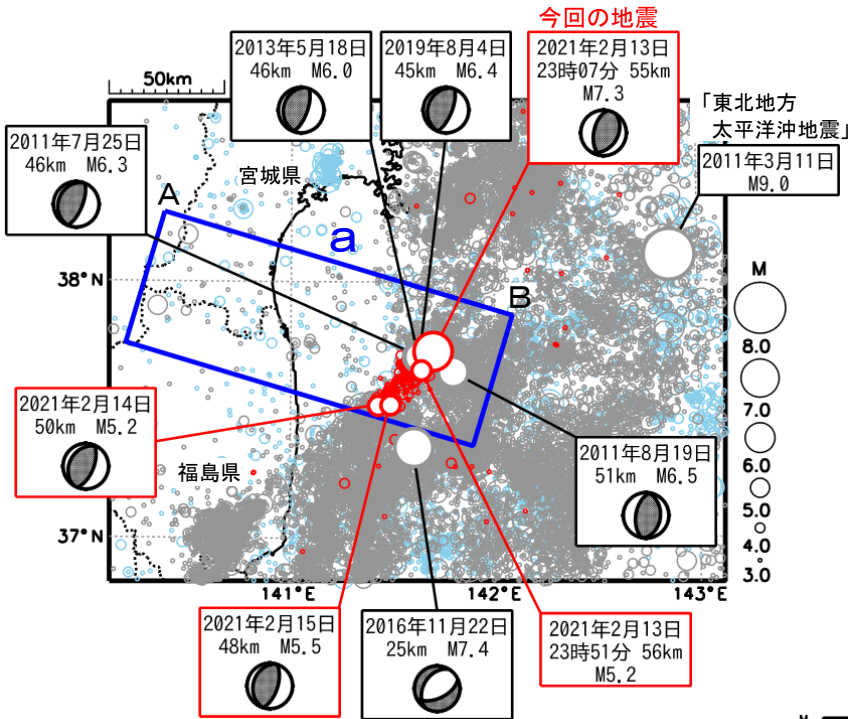 今回の地震
2013年5月18日
46km M6.0
2019年8月4日
45km M6.4
2021年2月13日
23時07分 55km
M7.3
50km
「東北地方
太平洋沖地震」
2011年3月11日
M9.0
2011年7月25日
46km M6.3
宮城県
A
a
B
38°N
M
8.0
7.0
6.0
5.0
4.0
3.0
2021年2月14日
50km M5.2
福島県
2011年8月19日
51km M6.5
37°N
141°E
142°E
143°E
2021年2月15日
48km M5.5
2016年11月22日
25km M7.4
2021年2月13日
23時51分 56km
M5.2